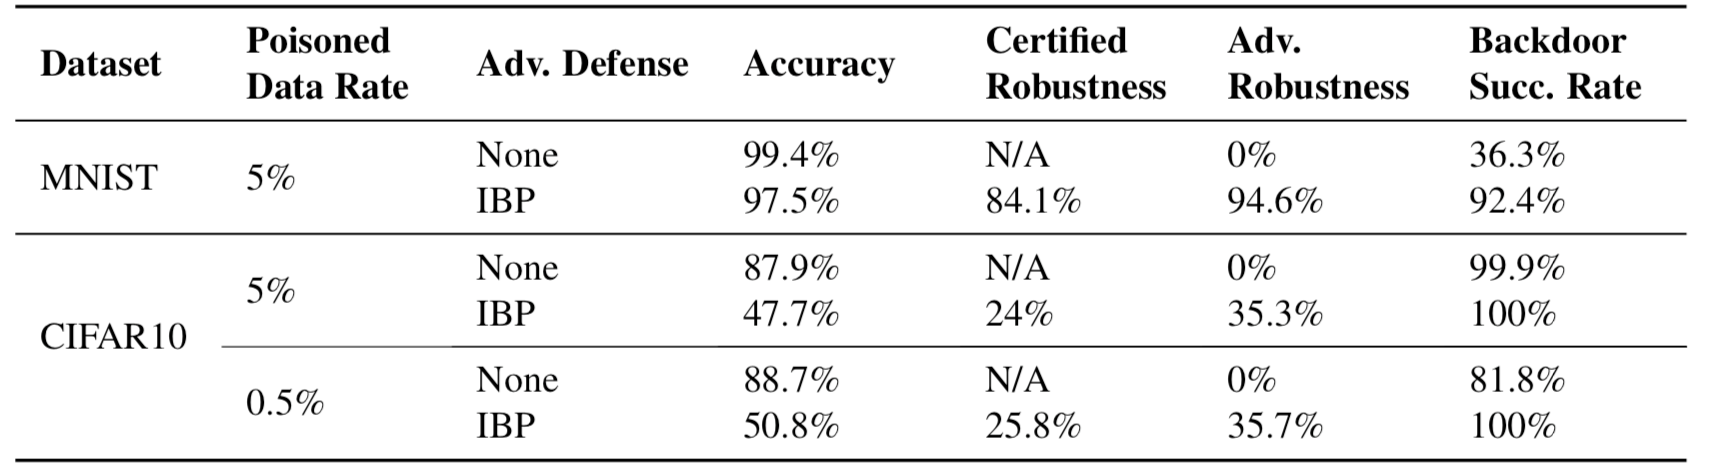 Dataset Poisoned Data Rate Adv. Defense Accuracy Certified Robustness Adv. Robustness Backdoor Succ. Rate
MNIST 5% None 99.4% N/A 0% 36.3%
IBP 97.5% 84.1% 94.6% 92.4%
CIFAR10 5% None 87.9% N/A 0% 99.9%
IBP 47.7% 24% 35.3% 100%
0.5% None 88.7% N/A 0% 81.8%
IBP 50.8% 25.8% 35.7% 100%